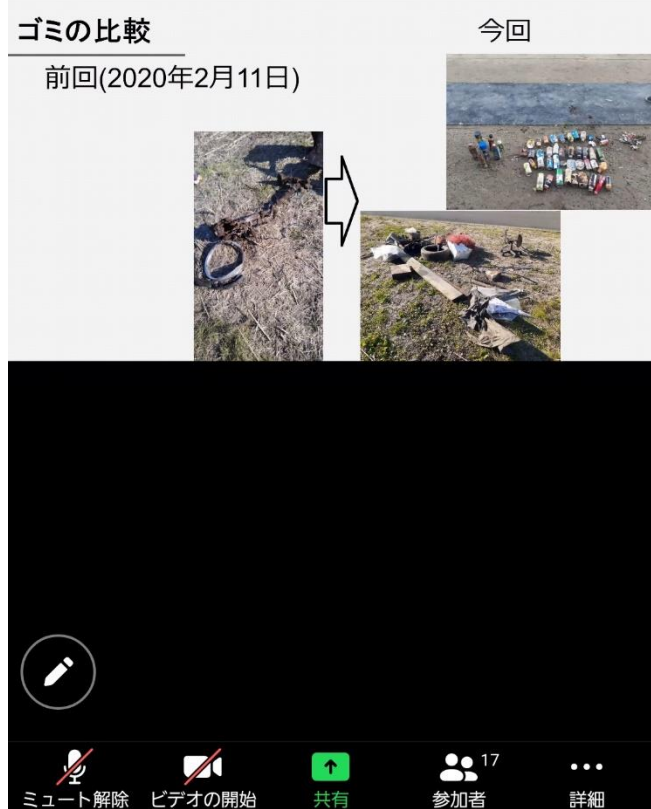 ゴミの比較
今回
前回(2020年2月11日)
17
ミュート解除 ビデオの開始 共有 参加者 詳細